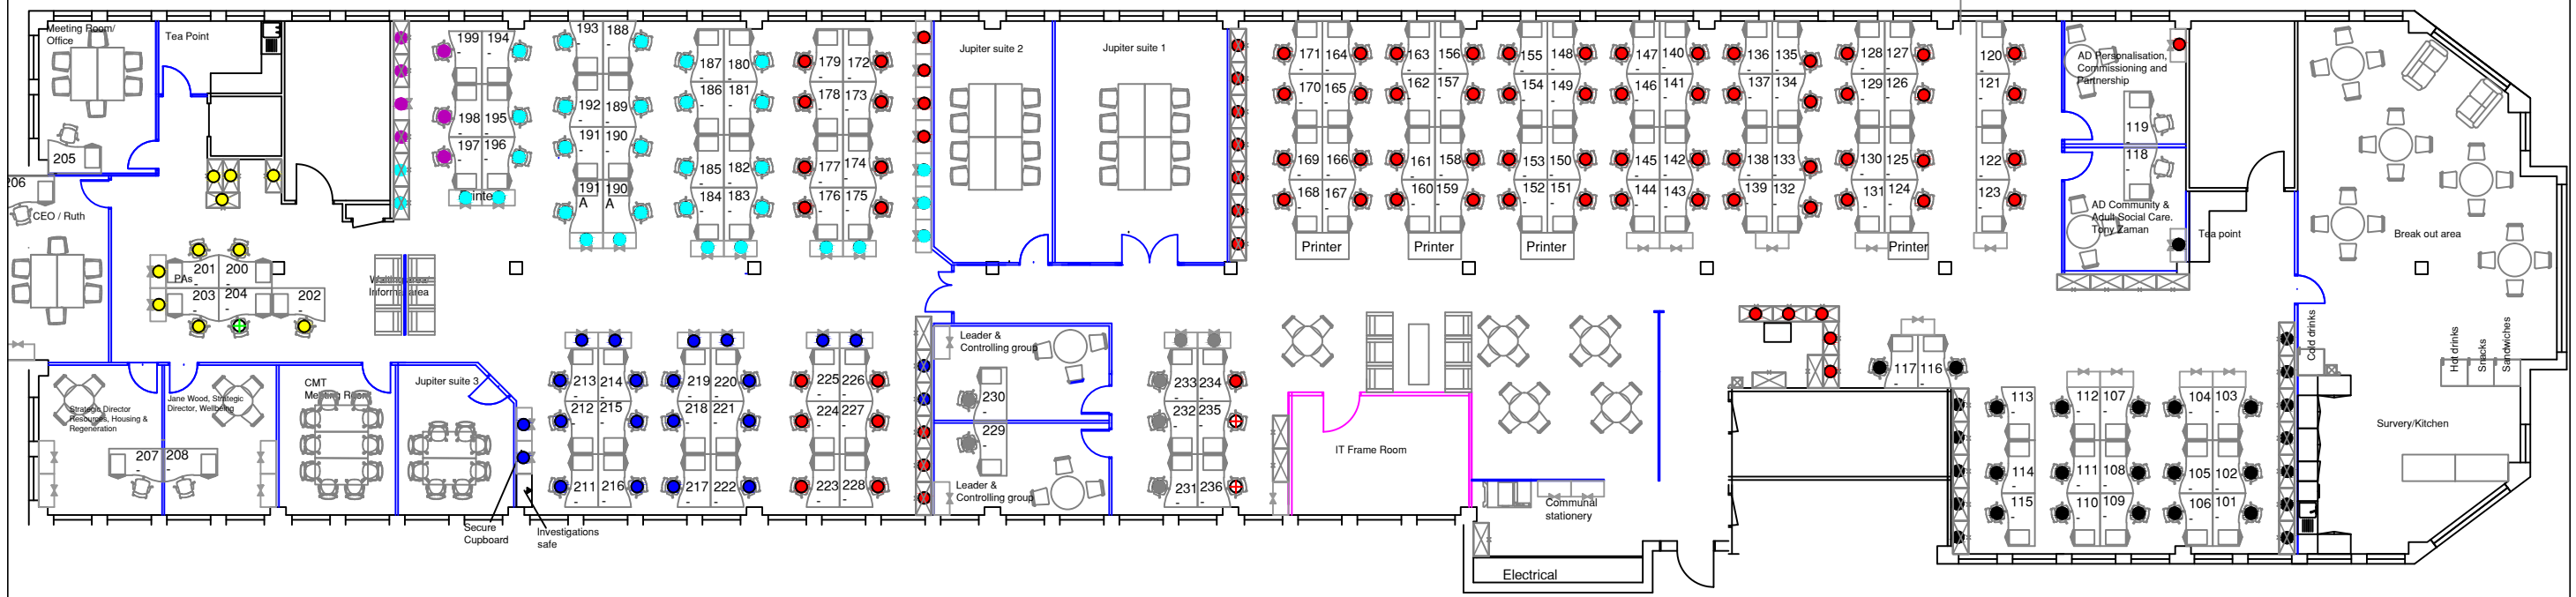 Meeting Room/
Office
Tea Point
205
206
CEO / Ruth
199 194
198 195
197 196
Printer
193 188
192 189
191 190
191 190
A A
187 180
186 181
185 182
184 183
179 172
178 173
177 174
176 175
Jupiter suite 2
Jupiter suite 1
171 164
170 165
169 166
168 167
Printer
163 156
162 157
161 158
160 159
Printer
155 148
154 149
153 150
152 151
Printer
147 140
146 141
145 142
144 143
136 135
137 134
138 133
139 132
128 127
129 126
130 125
131 124
Printer
120
121
122
123
AD Personalisation,
Commissioning and
Partnership
119
118
AD Community &
Adult Social Care.
Tony Zaman
Tea point
Break out area
PAs
201 200
203 204
202
Waiting area/
Informal area
Strategic Director
Resources, Housing &
Regeneration
Jane Wood, Strategic
Director, Wellbeing
207 208
CMT
Meeting Room
Jupiter suite 3
Secure
Cupboard
Investigations
safe
213 214
212 215
211 216
219 220
218 221
217 222
225 226
224 227
223 228
Leader &
Controlling group
230
229
Leader &
Controlling group
233 234
232 235
231 236
IT Frame Room
Communal
stationery
Electrical
117 116
113
114
115
112 107
111 108
110 109
104 103
105 102
106 101
Cold drinks
Hot drinks
Snacks
Sandwiches
Survery/Kitchen